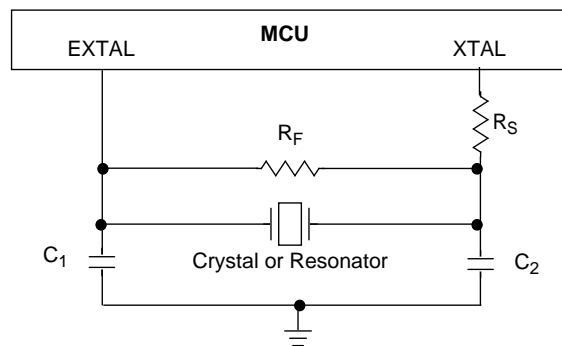 MCU
EXTAL
XTAL
R_S
R_F
Crystal or Resonator
C_1
C_2